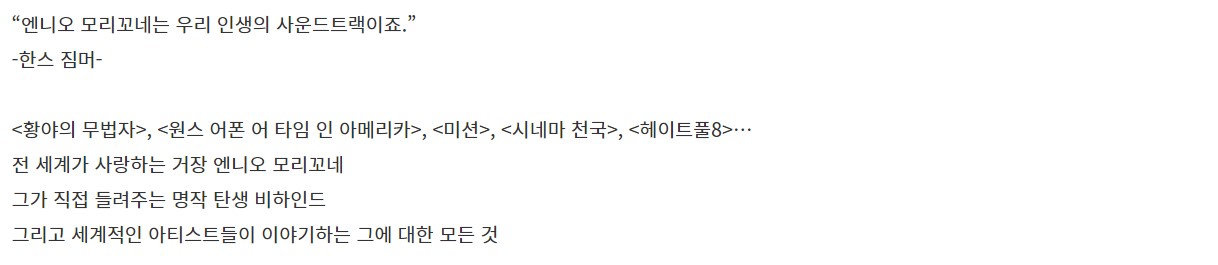 “엔니오 모리꼬네는 우리 인생의 사운드트랙이죠.”
-한스 짐머-
<황야의 무법자>, <원스 어폰 어 타임 인 아메리카>, <미션>, <시네마 천국>, <헤이트풀8>…
전 세계가 사랑하는 거장 엔니오 모리꼬네
그가 직접 들려주는 명작 탄생 비하인드
그리고 세계적인 아티스트들이 이야기하는 그에 대한 모든 것